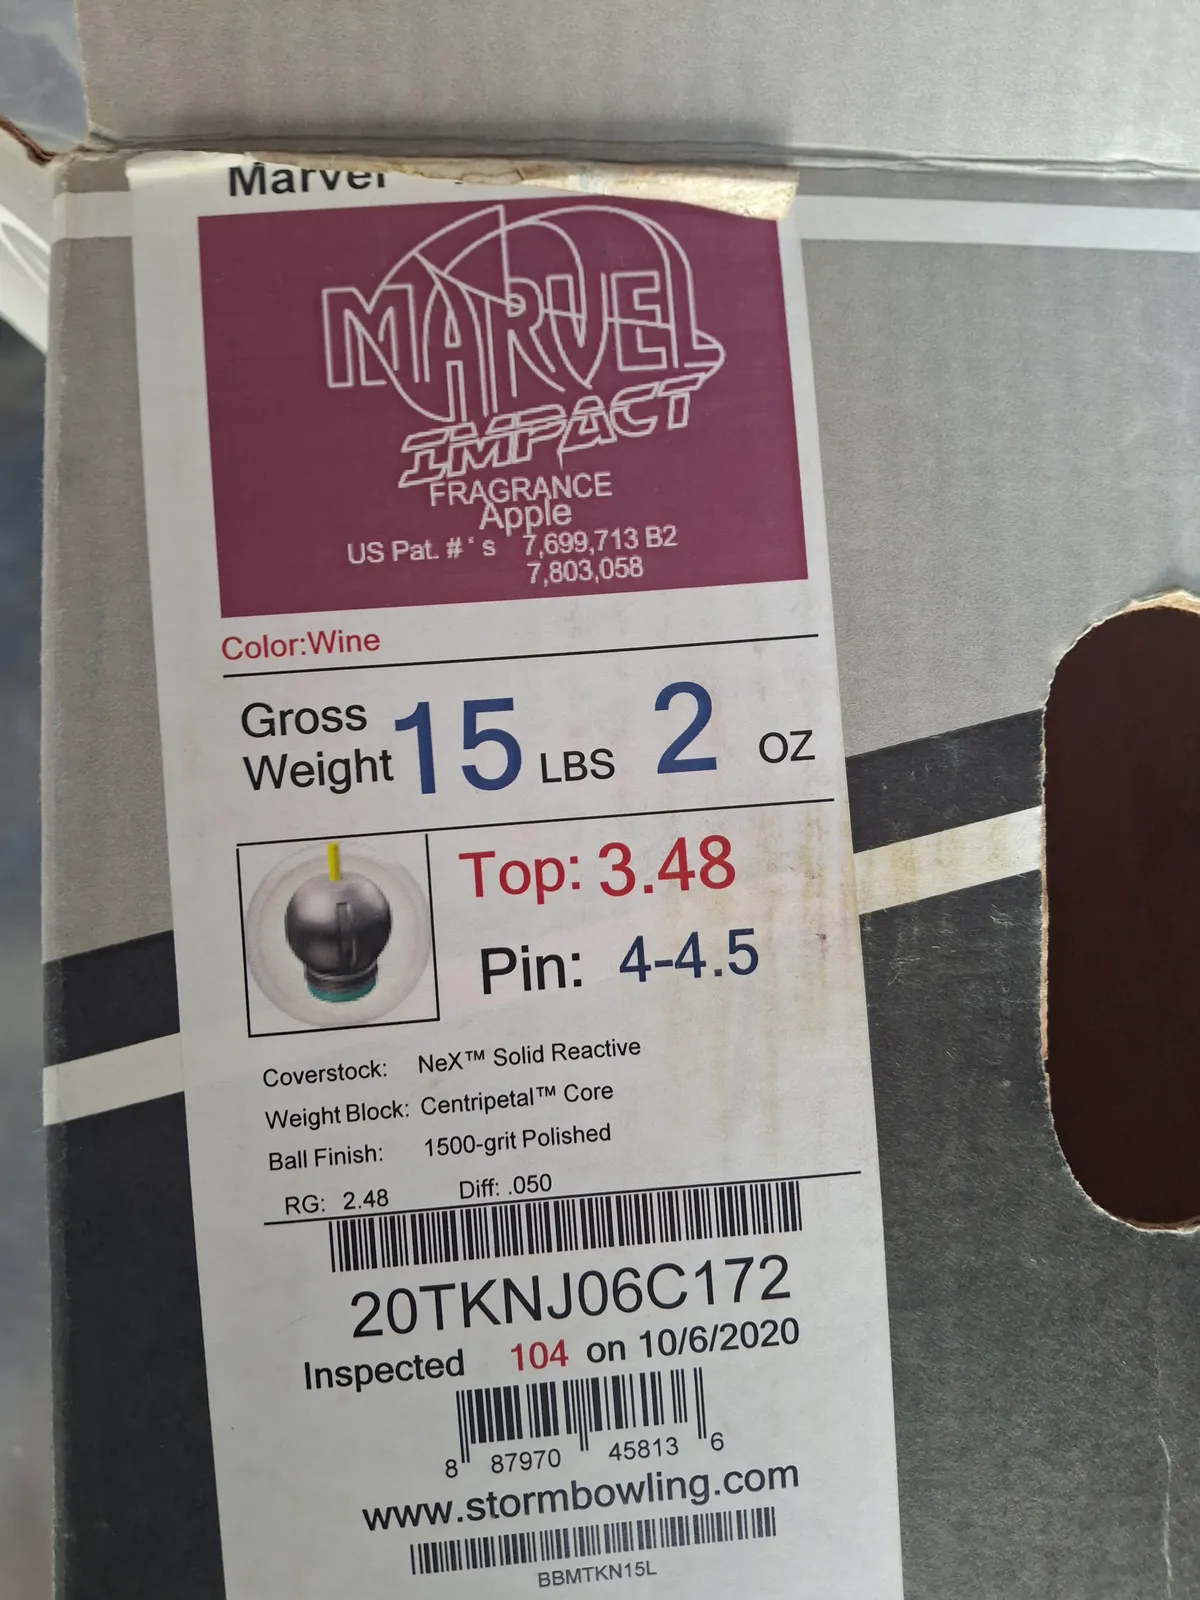 Marvel
MARVEL
IMPACT
FRAGRANCE
Apple
US Pat. #'s 7,699,713 B2
7,803,058
Color:Wine
Gross Weight 15 LBS 2 OZ
Top: 3.48
Pin: 4-4.5
Coverstock: NeX™ Solid Reactive
Weight Block: Centripetal™ Core
Ball Finish: 1500-grit Polished
RG: 2.48 Diff: .050
20TKNJ06C172
Inspected 104 on 10/6/2020
8 87970 45813 6
www.stormbowling.com
BBMTKN15L